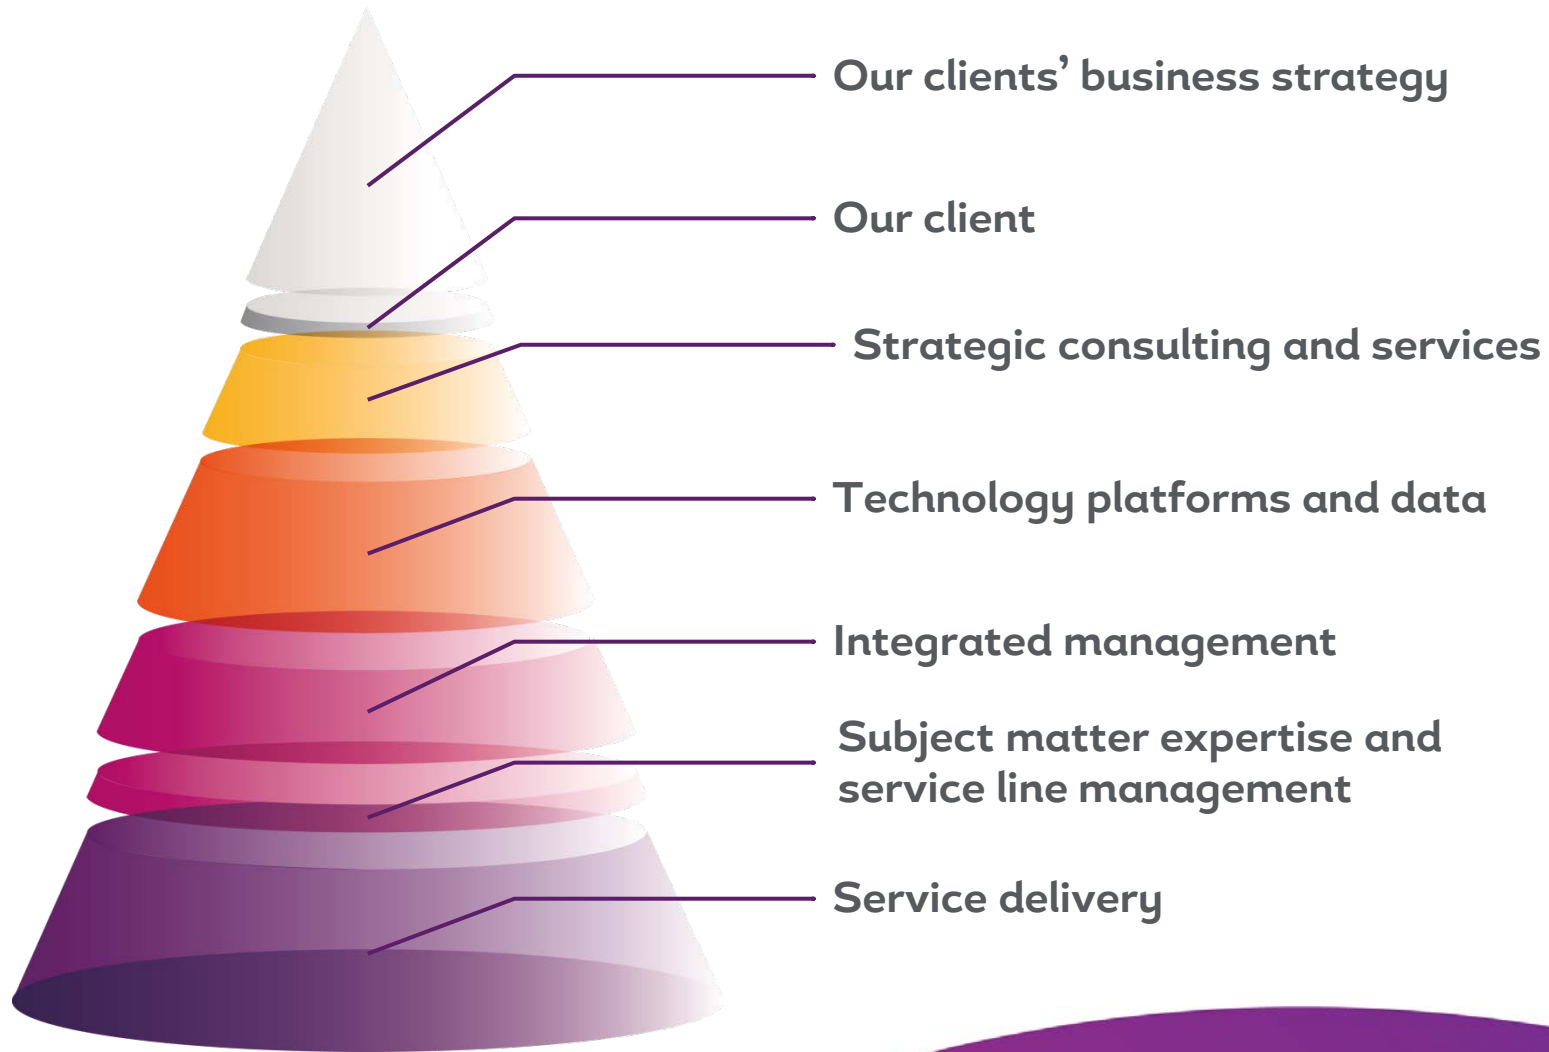 Our clients’ business strategy
Our client
Strategic consulting and services
Technology platforms and data
Integrated management
Subject matter expertise and
service line management
Service delivery